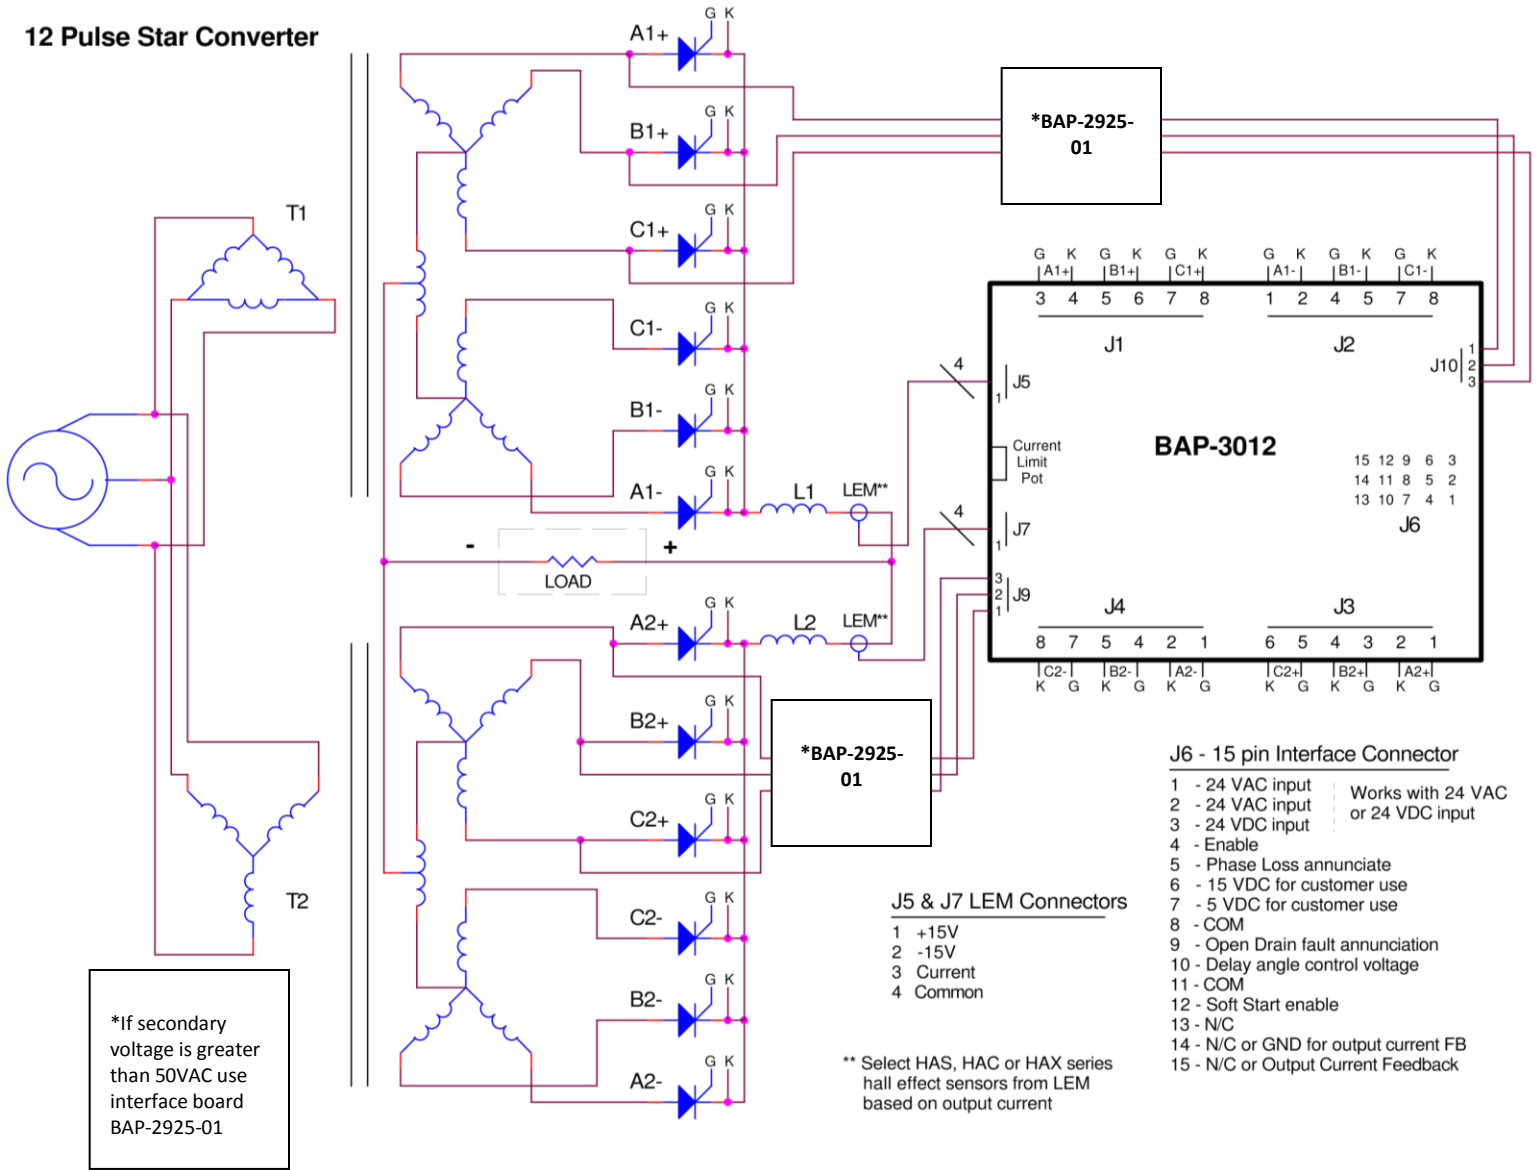 12 Pulse Star Converter
G K
A1+
G K
B1+
*BAP-2925-
01
G K
C1+
T1
G K
C1-
G K
B1-
G K
A1-
L1
LEM**
- +
LOAD
G K G K G K G K G K G K
A1+ B1+ C1+ A1- B1- C1-
3 4 5 6 7 8 1 2 4 5 7 8
J1 J2
1
J10 2
3
4
J5
1
Current
Limit
Pot
BAP-3012
15 12 9 6 3
14 11 8 5 2
13 10 7 4 1
J6
4
J7
1
3
2 J9
1
J4 J3
8 7 5 4 2 1 6 5 4 3 2 1
C2- B2- A2- C2+ B2+ A2+
K G K G K G K G K G K G
G K
A2+
L2
LEM**
G K
B2+
*BAP-2925-
01
G K
C2+
T2
G K
C2-
G K
B2-
G K
A2-
*If secondary
voltage is greater
than 50VAC use
interface board
BAP-2925-01
J5 & J7 LEM Connectors
1 +15V
2 -15V
3 Current
4 Common
** Select HAS, HAC or HAX series
hall effect sensors from LEM
based on output current
J6 - 15 pin Interface Connector
1 - 24 VAC input
2 - 24 VAC input
3 - 24 VDC input
Works with 24 VAC
or 24 VDC input
4 - Enable
5 - Phase Loss annunciate
6 - 15 VDC for customer use
7 - 5 VDC for customer use
8 - COM
9 - Open Drain fault annunciation
10 - Delay angle control voltage
11 - COM
12 - Soft Start enable
13 - N/C
14 - N/C or GND for output current FB
15 - N/C or Output Current Feedback